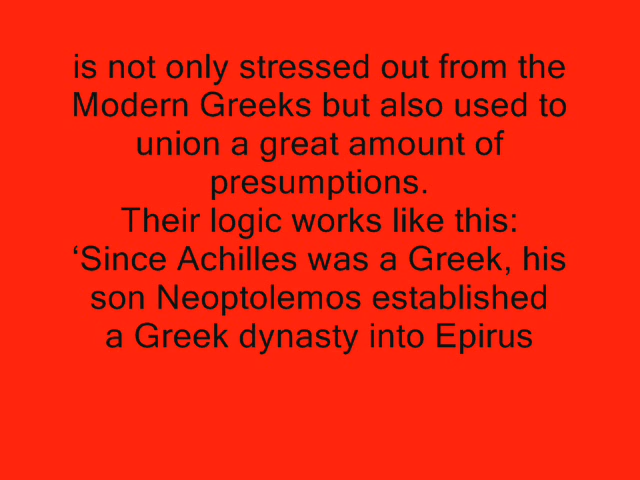 is not only stressed out from the
Modern Greeks but also used to
union a great amount of
presumptions.
Their logic works like this:
‘Since Achilles was a Greek, his
son Neoptolemos established
a Greek dynasty into Epirus